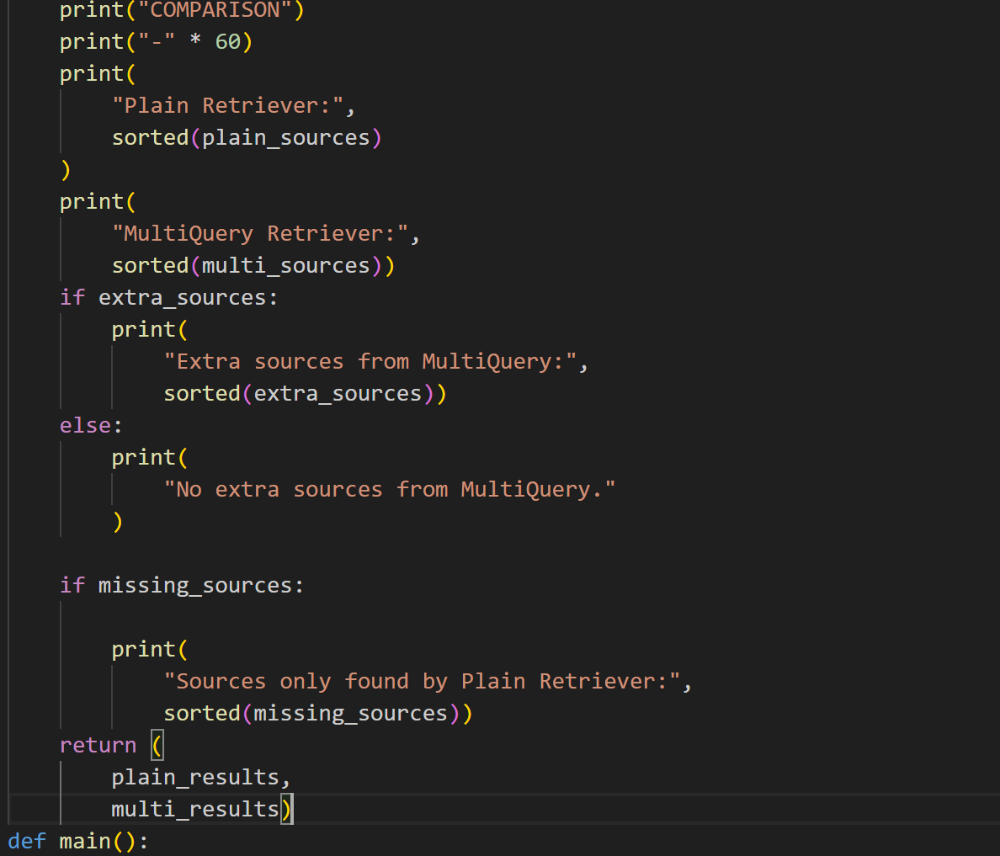 print("COMPARISON")
print("-" * 60)
print(
"Plain Retriever:",
sorted(plain_sources)
)
print(
"MultiQuery Retriever:",
sorted(multi_sources))
if extra_sources:
print(
"Extra sources from MultiQuery:",
sorted(extra_sources))
else:
print(
"No extra sources from MultiQuery."
)
if missing_sources:
print(
"Sources only found by Plain Retriever:",
sorted(missing_sources))
return (
plain_results,
multi_results)
def main():